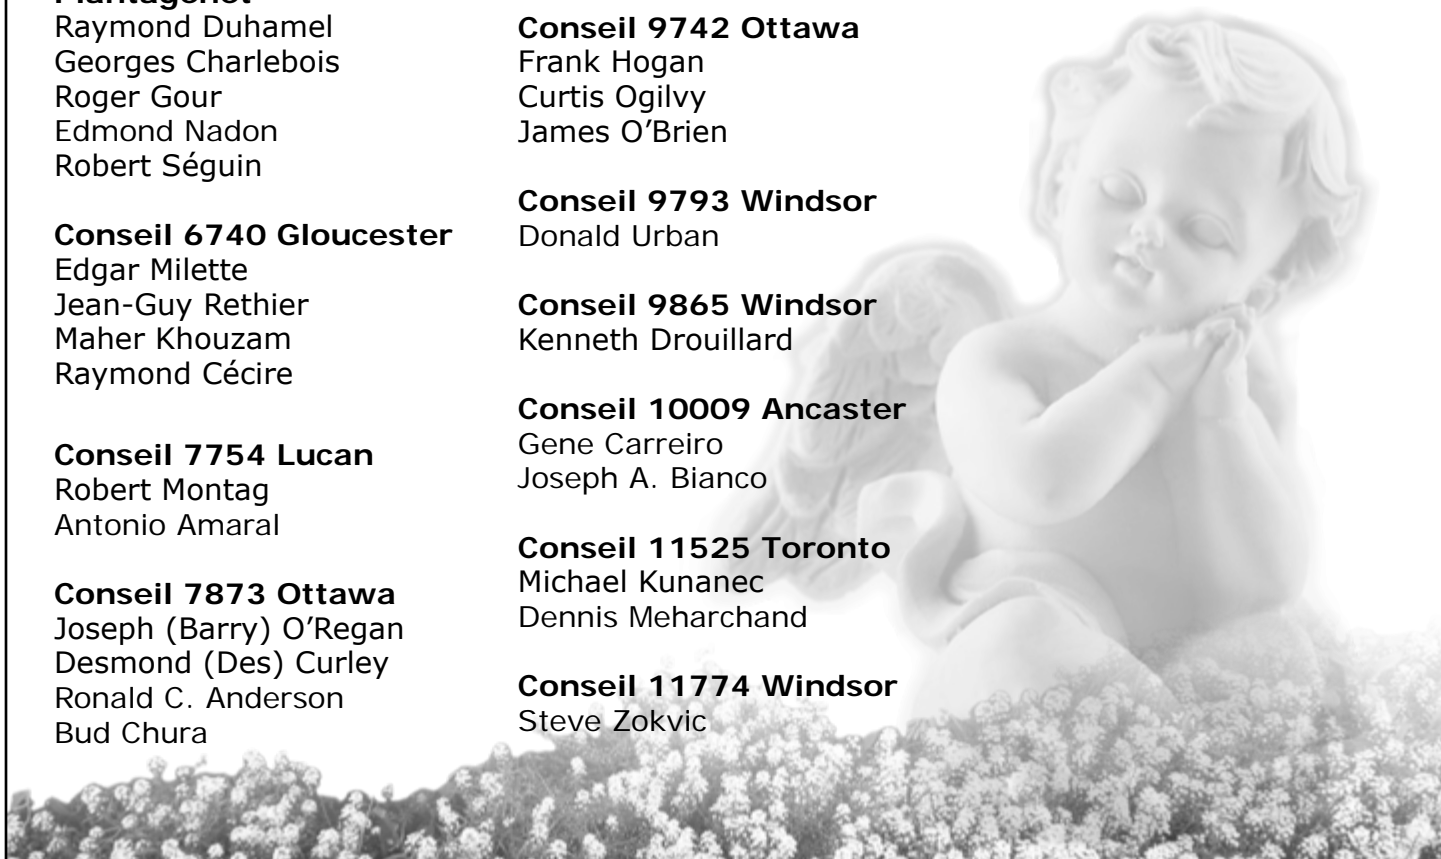 Plantagenet
Raymond Duhamel
Georges Charlebois
Roger Gour
Edmond Nadon
Robert Séguin
Conseil 6740 Gloucester
Edgar Milette
Jean-Guy Rethier
Maher Khouzam
Raymond Cécire
Conseil 7754 Lucan
Robert Montag
Antonio Amaral
Conseil 7873 Ottawa
Joseph (Barry) O’Regan
Desmond (Des) Curley
Ronald C. Anderson
Bud Chura
Conseil 9742 Ottawa
Frank Hogan
Curtis Ogilvy
James O’Brien
Conseil 9793 Windsor
Donald Urban
Conseil 9865 Windsor
Kenneth Drouillard
Conseil 10009 Ancaster
Gene Carreiro
Joseph A. Bianco
Conseil 11525 Toronto
Michael Kunanec
Dennis Meharchand
Conseil 11774 Windsor
Steve Zokvic